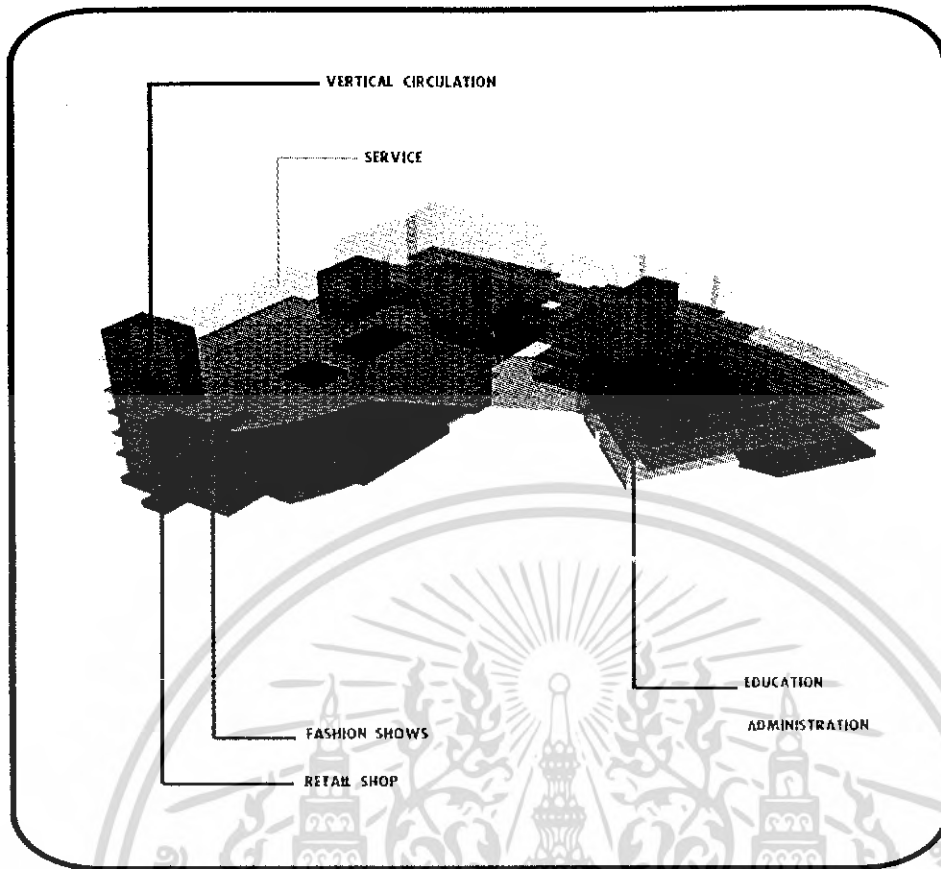 VERTICAL CIRCULATION
SERVICE
EDUCATION
ADMINISTRATION
FASHION SHOWS
RETAIL SHOP